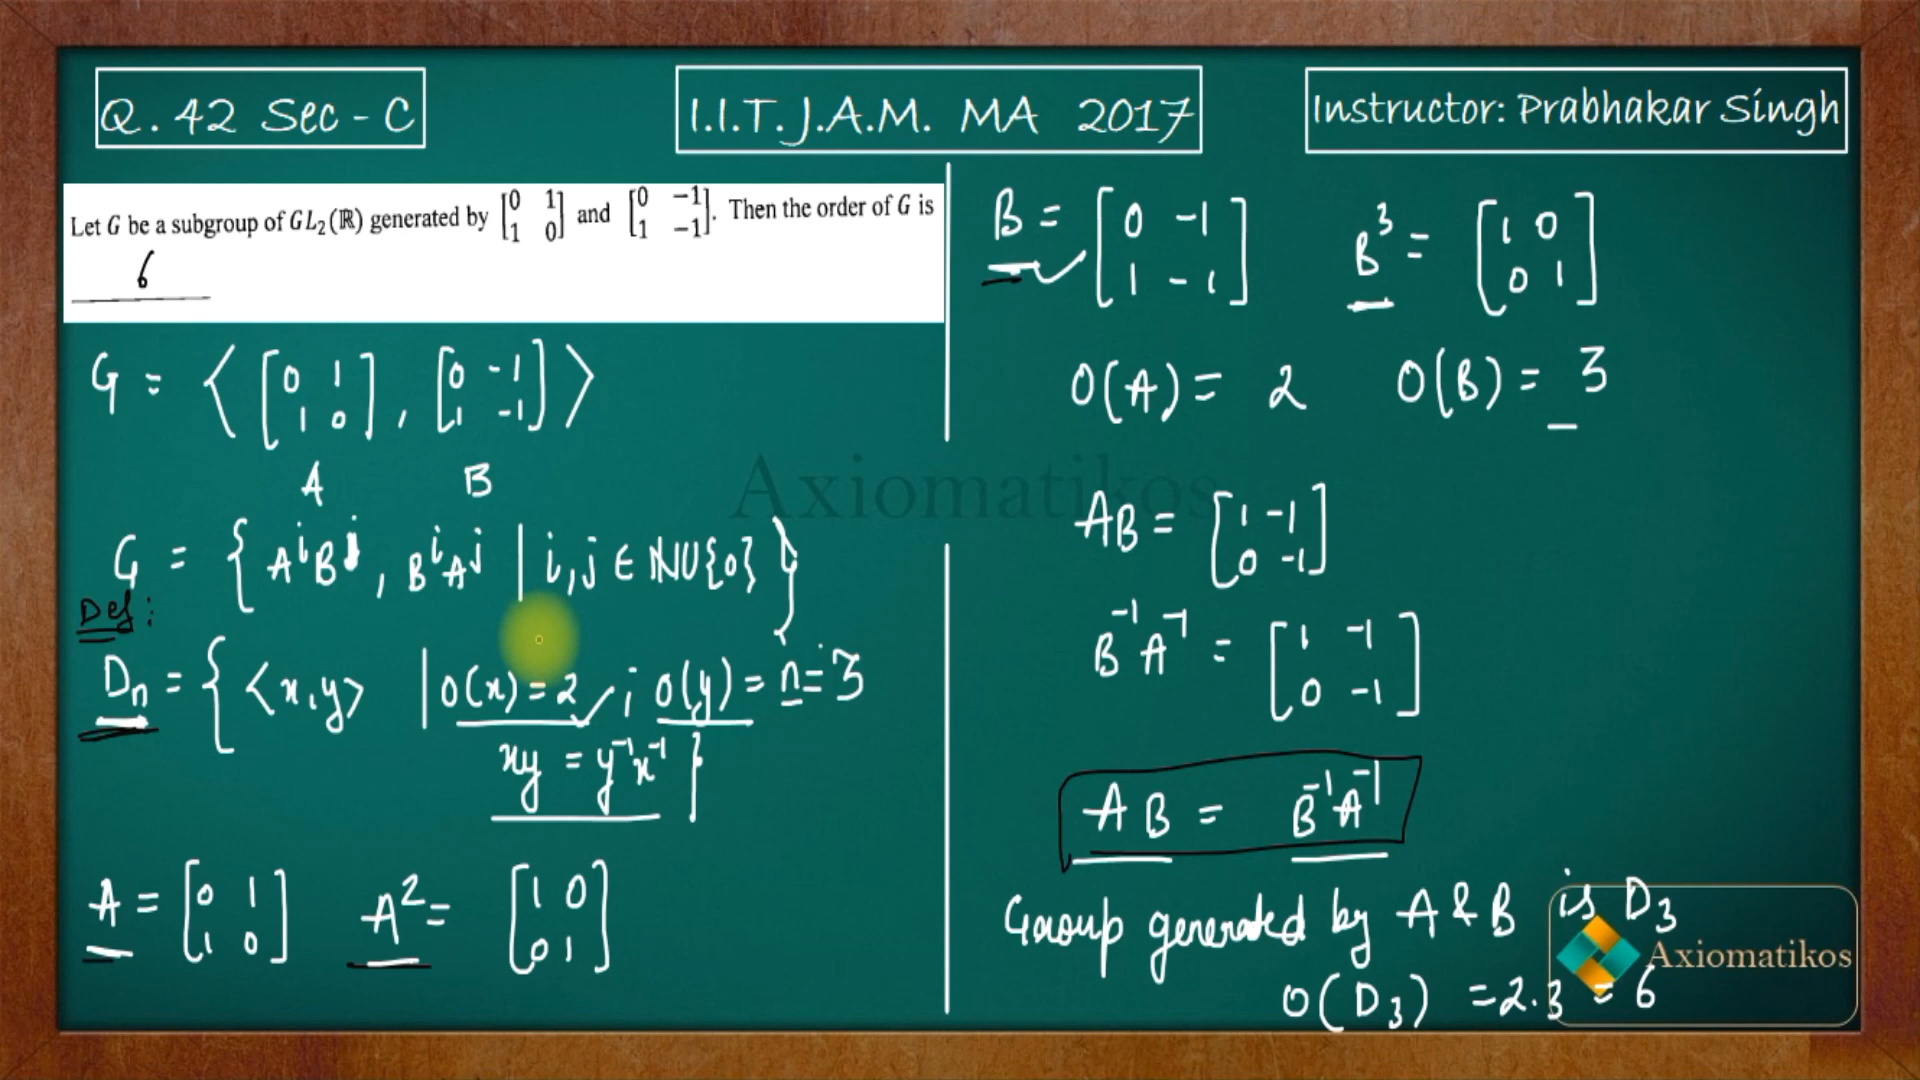 Q. 42 Sec - C
I.I.T. J.A.M. MA 2017
Instructor: Prabhakar Singh
Let G be a subgroup of GL₂(ℝ) generated by [0 1; 1 0] and [0 −1; 1 −1]. Then the order of G is
6
G = ⟨ [0 1; 1 0], [0 -1; 1 -1] ⟩
A B
G = { AⁱBʲ, BⁱAʲ | i, j ∈ ℕ∪{0} }
Def:
Dₙ = { <x, y> | O(x) = 2 ; O(y) = n = 3
xy = y⁻¹x⁻¹ }
A = [0 1; 1 0] A² = [1 0; 0 1]
B = [0 -1; 1 -1] B³ = [1 0; 0 1]
O(A) = 2 O(B) = 3
AB = [1 -1; 0 -1]
B⁻¹A⁻¹ = [1 -1; 0 -1]
AB = B⁻¹A⁻¹
Group generated by A & B is D₃
O(D₃) = 2.3 = 6
Axiomatikos
Axiomatikos